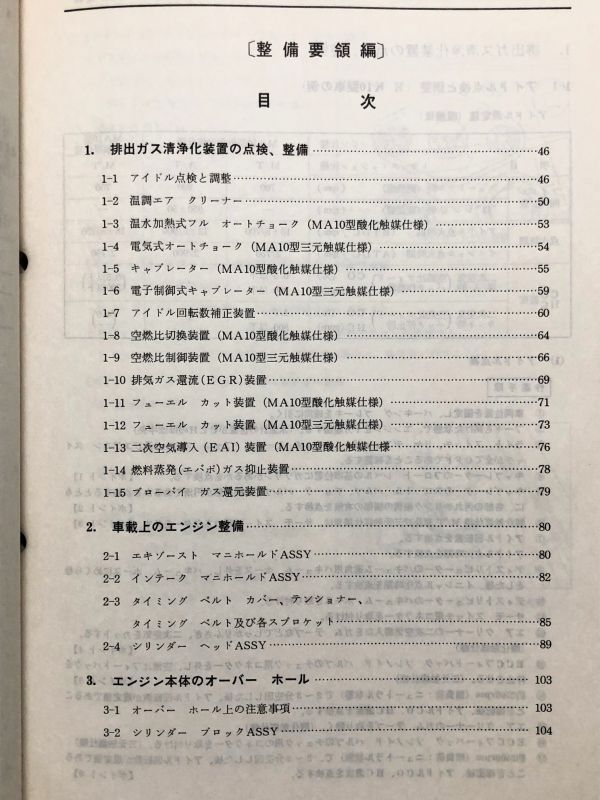 〔整備要領編〕
目 次
1. 排出ガス清浄化装置の点検、整備……46
1-1 アイドル点検と調整……46
1-2 温調エア クリーナー……50
1-3 温水加熱式フル オートチョーク（MA10型酸化触媒仕様）……53
1-4 電気式オートチョーク（MA10型三元触媒仕様）……54
1-5 キャブレーター（MA10型酸化触媒仕様）……55
1-6 電子制御式キャブレーター（MA10型三元触媒仕様）……59
1-7 アイドル回転数補正装置……60
1-8 空燃比切換装置（MA10型酸化触媒仕様）……64
1-9 空燃比制御装置（MA10型三元触媒仕様）……66
1-10 排気ガス還流（EGR）装置……69
1-11 フューエル カット装置（MA10型酸化触媒仕様）……71
1-12 フューエル カット装置（MA10型三元触媒仕様）……73
1-13 二次空気導入（EAI）装置（MA10型酸化触媒仕様……76
1-14 燃料蒸発（エバポ）ガス抑止装置……78
1-15 ブローバイ ガス還元装置……79
2. 車載上のエンジン整備……80
2-1 エキゾースト マニホールドASSY……80
2-2 インテーク マニホールドASSY……82
2-3 タイミング ベルト カバー、テンショナー、
タイミング ベルト及び各スプロケット……85
2-4 シリンダー ヘッドASSY……89
3. エンジン本体のオーバー ホール……103
3-1 オーバー ホール上の注意事項……103
3-2 シリンダー ブロックASSY……104